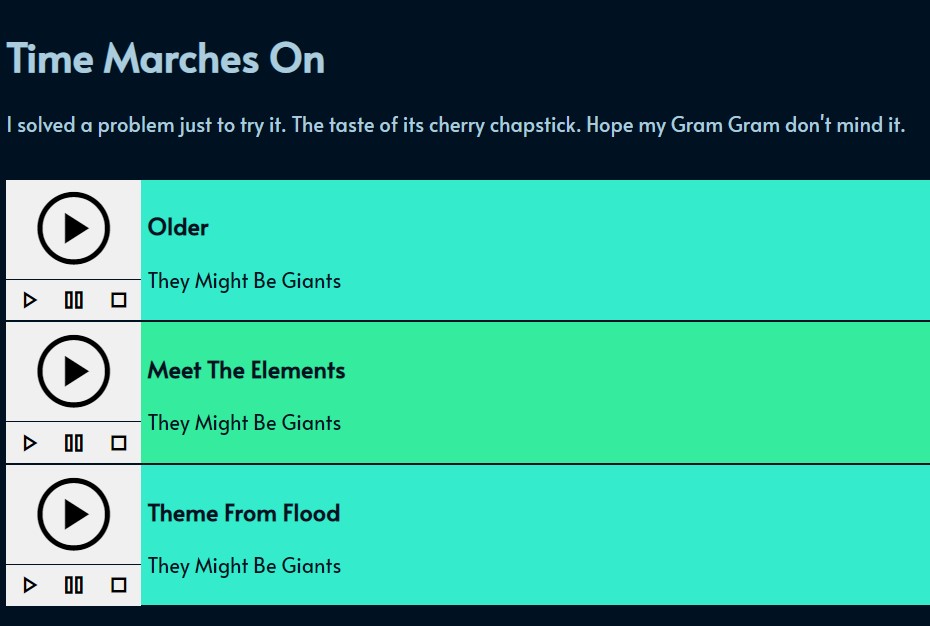 Time Marches On
I solved a problem just to try it. The taste of its cherry chapstick. Hope my Gram Gram don't mind it.
Older
They Might Be Giants
Meet The Elements
They Might Be Giants
Theme From Flood
They Might Be Giants